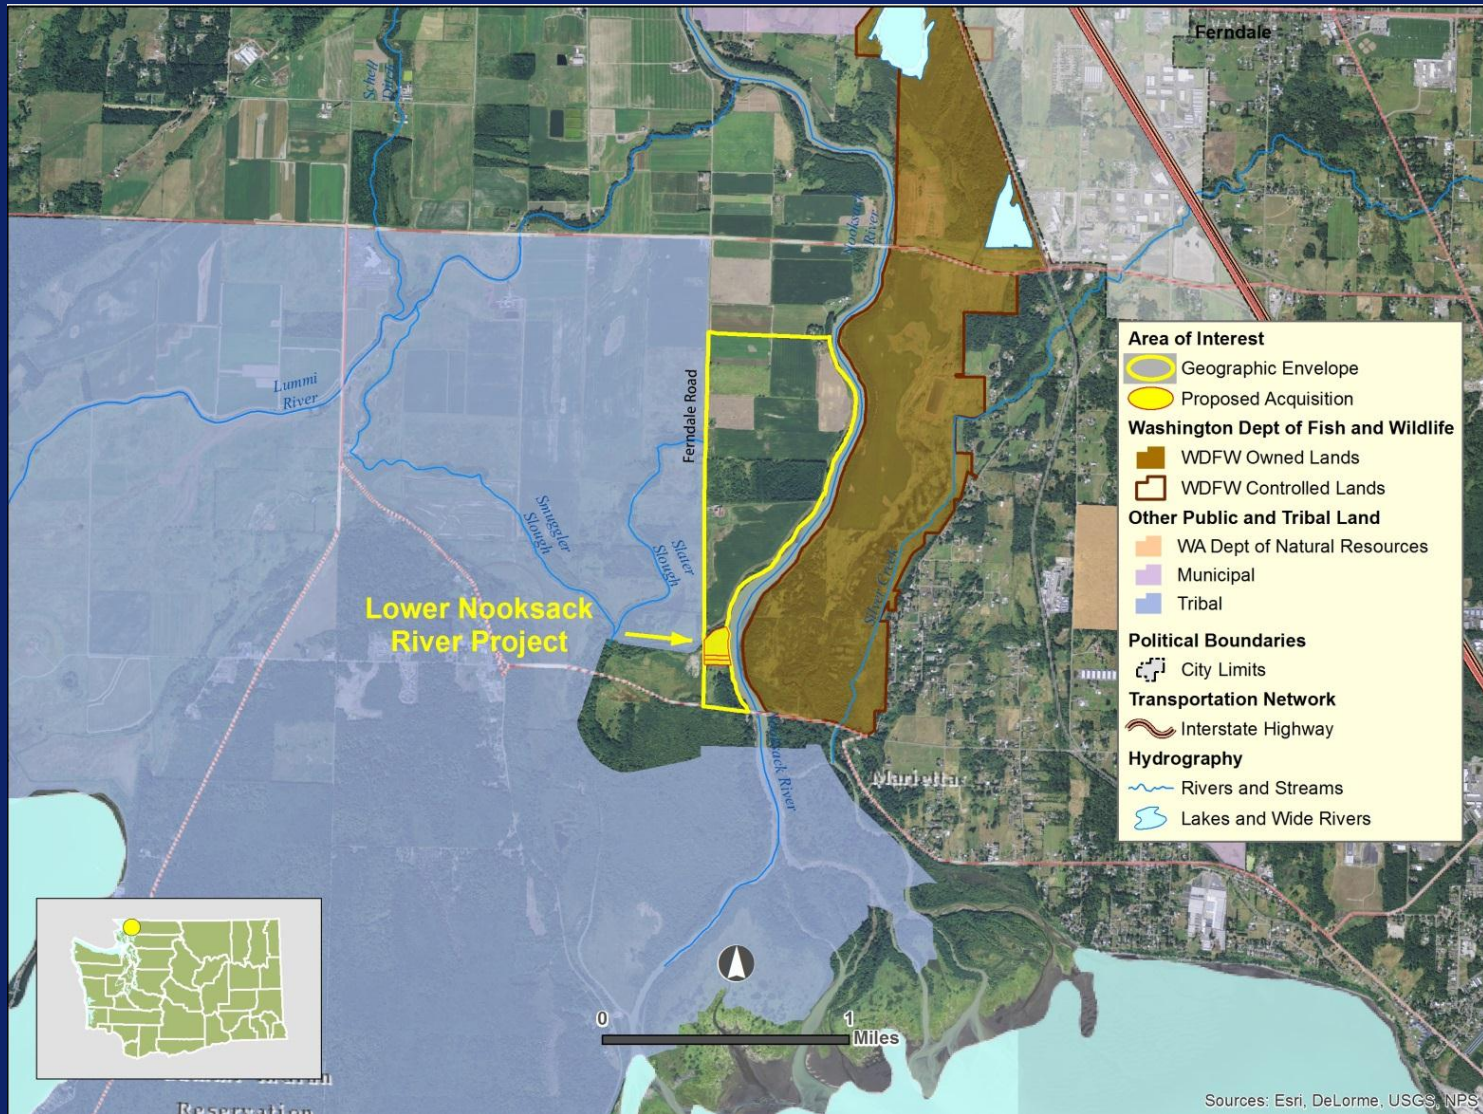 Ferndale
Schell
Ditch
Nooksack
River
Ferndale Road
Lummi
River
Smuggler
Slough
Slater
Slough
Silver Creek
Lower Nooksack
River Project
River
Marietta
Area of Interest
Geographic Envelope
Proposed Acquisition
Washington Dept of Fish and Wildlife
WDFW Owned Lands
WDFW Controlled Lands
Other Public and Tribal Land
WA Dept of Natural Resources
Municipal
Tribal
Political Boundaries
City Limits
Transportation Network
Interstate Highway
Hydrography
Rivers and Streams
Lakes and Wide Rivers
0 1
Miles
Reservation
Sources: Esri, DeLorme, USGS, NPS